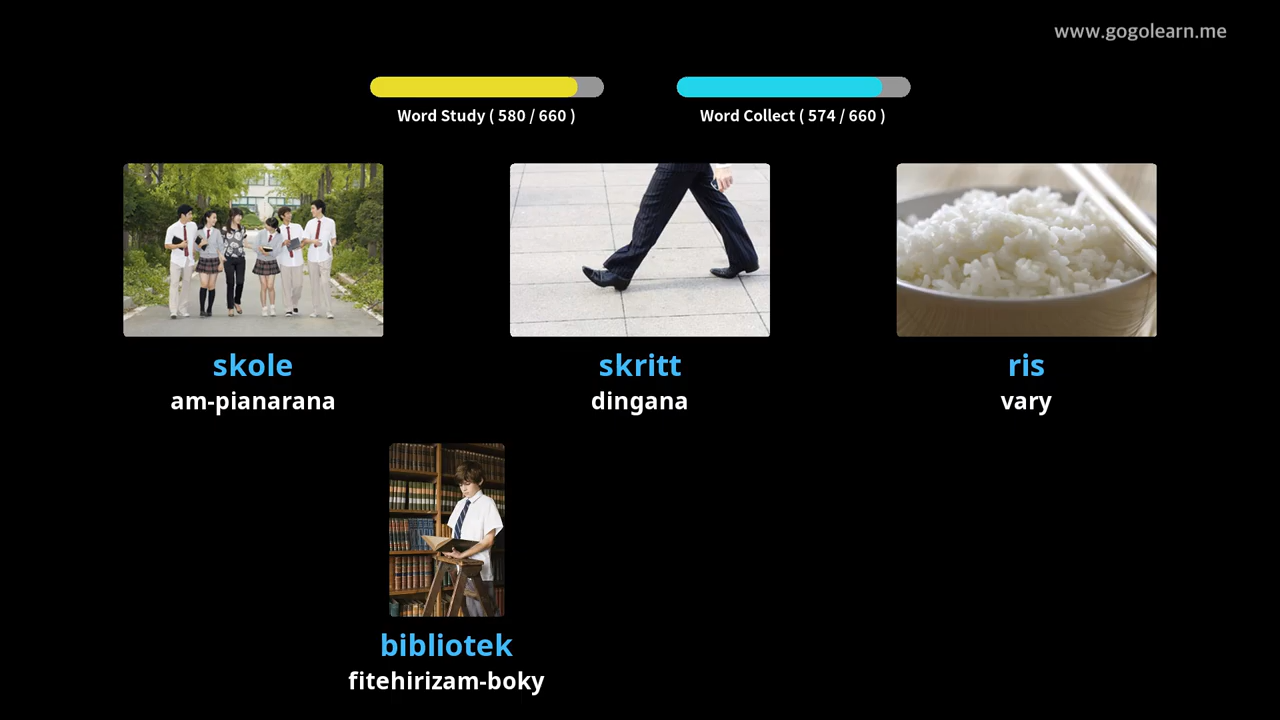 www.gogolearn.me
Word Study ( 580 / 660 )
Word Collect ( 574 / 660 )
skole
am-pianarana
skritt
dingana
ris
vary
bibliotek
fitehirizam-boky